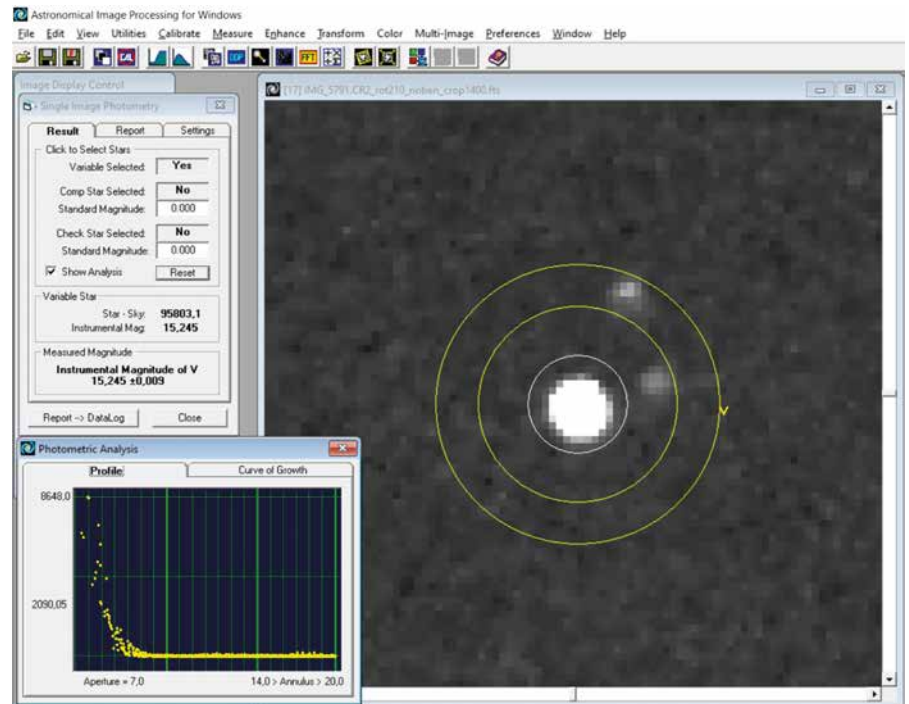 Astronomical Image Processing for Windows
File Edit View Utilities Calibrate Measure Enhance Transform Color Multi-Image Preferences Window Help
Image Display Control
Single Image Photometry
Result Report Settings
Click to Select Stars
Variable Selected: Yes
Comp Star Selected: No
Standard Magnitude: 0.000
Check Star Selected: No
Standard Magnitude: 0.000
Show Analysis Reset
Variable Star
Star - Sky: 95803,1
Instrumental Mag: 15,245
Measured Magnitude
Instrumental Magnitude of V
15,245 ±0,009
Report -> DataLog Close
[17] IMG_5791.CR2_rot210_noben_crop1400.fts
V
Photometric Analysis
Profile Curve of Growth
8648,0
2090,05
Aperture = 7,0 14,0 > Annulus > 20,0